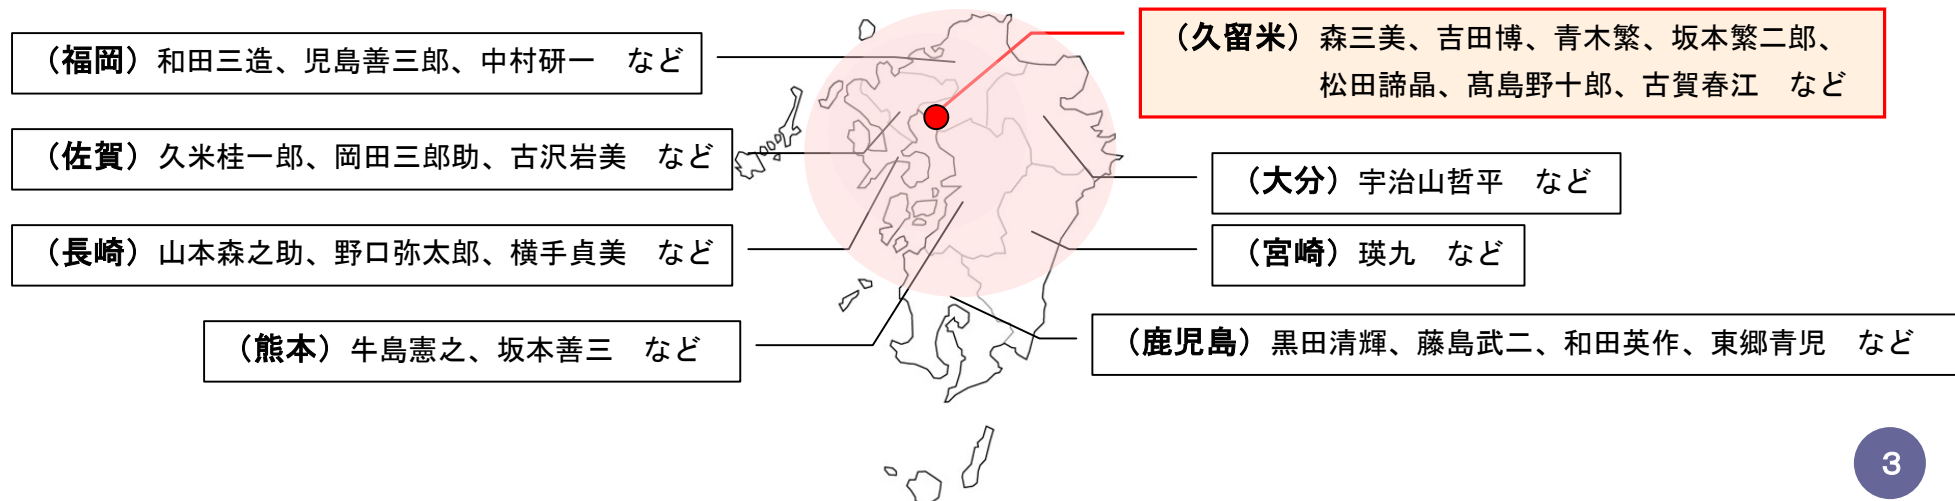 （福岡）和田三造、児島善三郎、中村研一　など
（久留米）森三美、吉田博、青木繁、坂本繁二郎、
松田諦晶、髙島野十郎、古賀春江　など
（佐賀）久米桂一郎、岡田三郎助、古沢岩美　など
（大分）宇治山哲平　など
（長崎）山本森之助、野口弥太郎、横手貞美　など
（宮崎）瑛九　など
（熊本）牛島憲之、坂本善三　など
（鹿児島）黒田清輝、藤島武二、和田英作、東郷青児　など
3